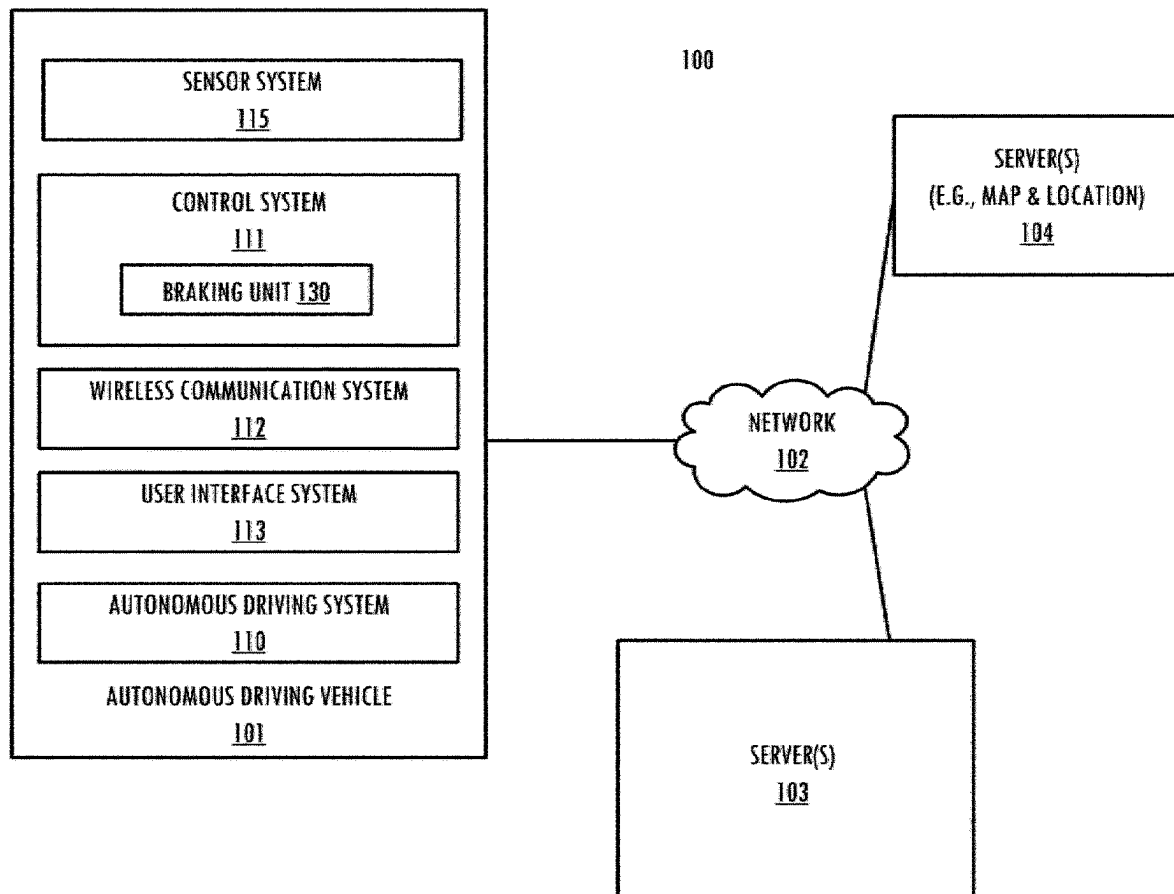 SENSOR SYSTEM
115
CONTROL SYSTEM
111
BRAKING UNIT 130
WIRELESS COMMUNICATION SYSTEM
112
USER INTERFACE SYSTEM
113
AUTONOMOUS DRIVING SYSTEM
110
AUTONOMOUS DRIVING VEHICLE
101
100
SERVER(S)
(E.G., MAP & LOCATION)
104
NETWORK
102
SERVER(S)
103